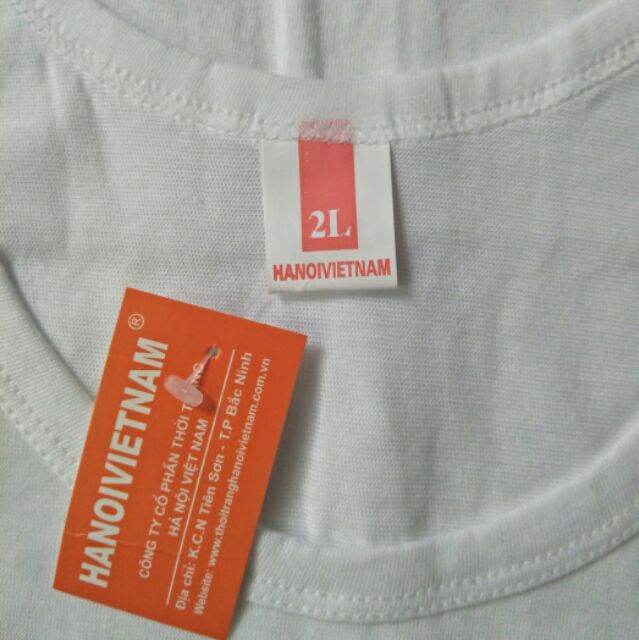 2L
HANOIVIETNAM
HANOIVIETNAM ®
CÔNG TY CỔ PHẦN THỜI TRANG
HÀ NỘI VIỆT NAM
Địa chỉ: K.C.N Tiên Sơn - T.P Bắc Ninh
Website: www.thoitranghanoivietnam.com.vn